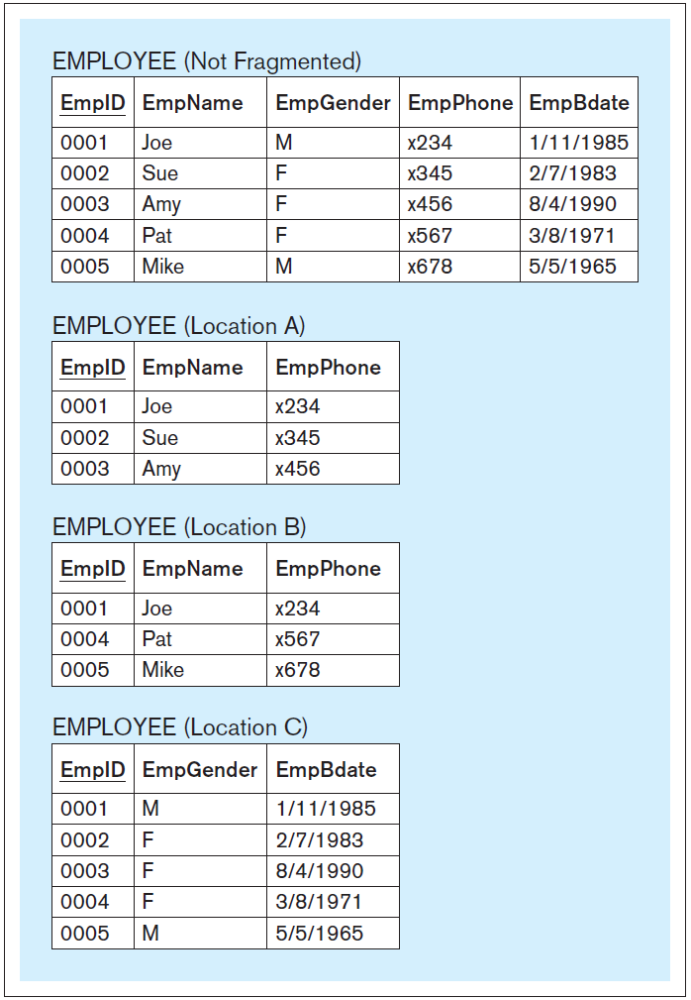 EMPLOYEE (Not Fragmented)
EmpID EmpName EmpGender EmpPhone EmpBdate
0001 Joe M x234 1/11/1985
0002 Sue F x345 2/7/1983
0003 Amy F x456 8/4/1990
0004 Pat F x567 3/8/1971
0005 Mike M x678 5/5/1965
EMPLOYEE (Location A)
EmpID EmpName EmpPhone
0001 Joe x234
0002 Sue x345
0003 Amy x456
EMPLOYEE (Location B)
EmpID EmpName EmpPhone
0001 Joe x234
0004 Pat x567
0005 Mike x678
EMPLOYEE (Location C)
EmpID EmpGender EmpBdate
0001 M 1/11/1985
0002 F 2/7/1983
0003 F 8/4/1990
0004 F 3/8/1971
0005 M 5/5/1965